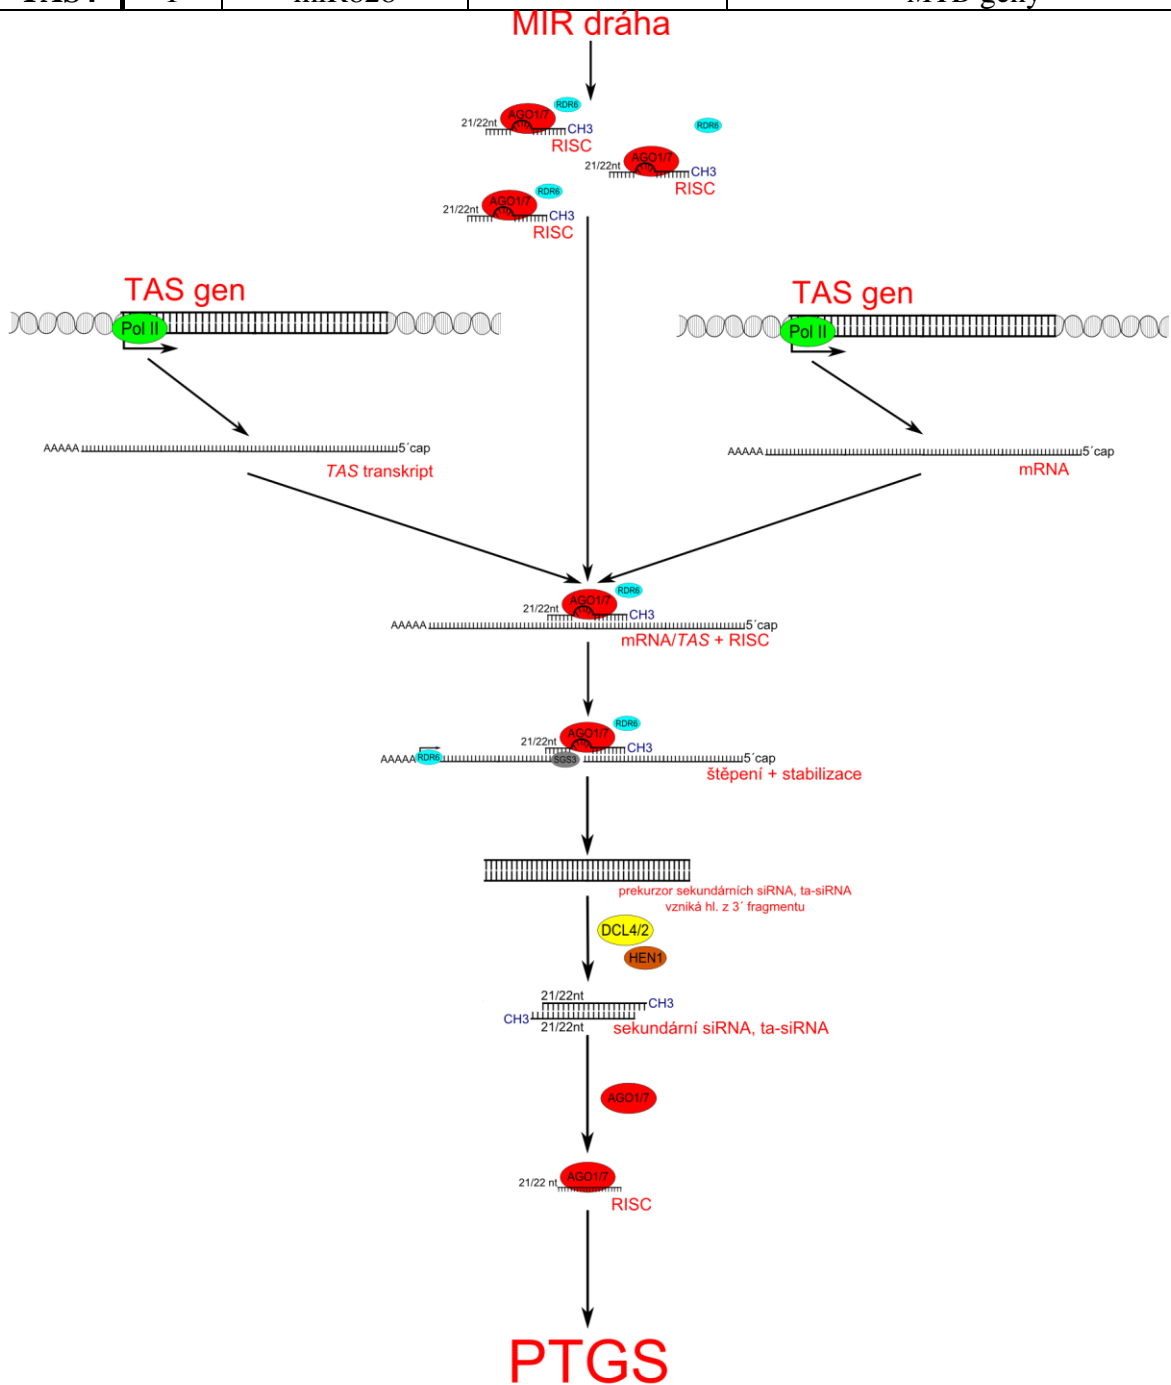 MIR dráha
RDR6
AGO1/7
21/22nt
CH3
RISC
RDR6
AGO1/7
21/22nt
CH3
RISC
RDR6
AGO1/7
21/22nt
CH3
RISC
TAS gen
Pol II
TAS gen
Pol II
AAAAA
5´cap
TAS transkript
AAAAA
5´cap
mRNA
RDR6
AGO1/7
21/22nt
CH3
AAAAA
5´cap
mRNA/TAS + RISC
RDR6
AGO1/7
21/22nt
CH3
AAAAA
RDR6
SGS3
5´cap
štěpení + stabilizace
prekurzor sekundárních siRNA, ta-siRNA
vzniká hl. z 3´ fragmentu
DCL4/2
HEN1
21/22nt
CH3
CH3
21/22nt
sekundární siRNA, ta-siRNA
AGO1/7
AGO1/7
21/22 nt
RISC
PTGS